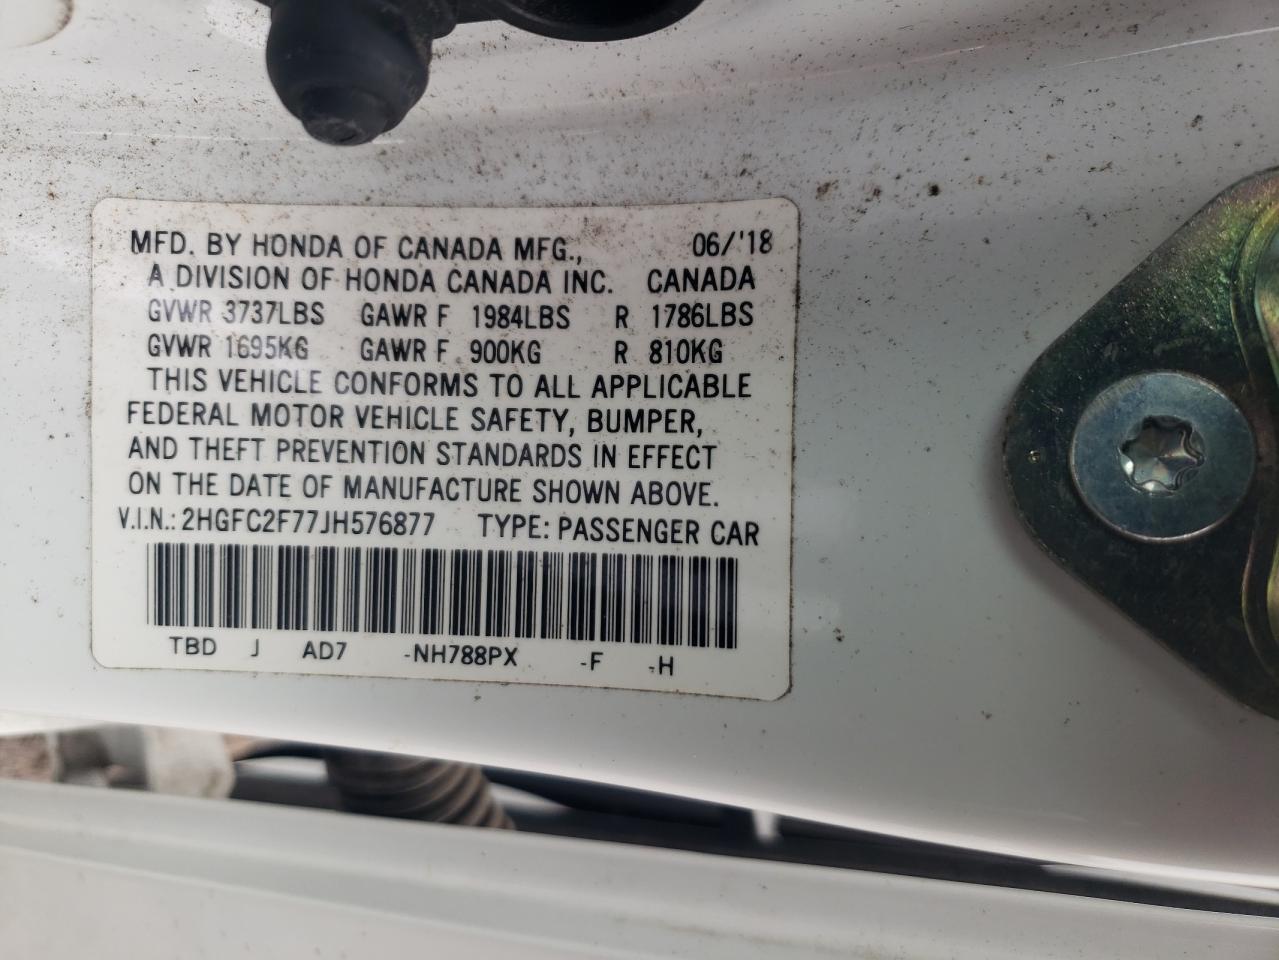 MFD. BY HONDA OF CANADA MFG., 06/'18
A DIVISION OF HONDA CANADA INC. CANADA
GVWR 3737LBS GAWR F 1984LBS R 1786LBS
GVWR 1695KG GAWR F 900KG R 810KG
THIS VEHICLE CONFORMS TO ALL APPLICABLE
FEDERAL MOTOR VEHICLE SAFETY, BUMPER,
AND THEFT PREVENTION STANDARDS IN EFFECT
ON THE DATE OF MANUFACTURE SHOWN ABOVE.
V.I.N.: 2HGFC2F77JH576877 TYPE: PASSENGER CAR
TBD J AD7 -NH788PX -F -H